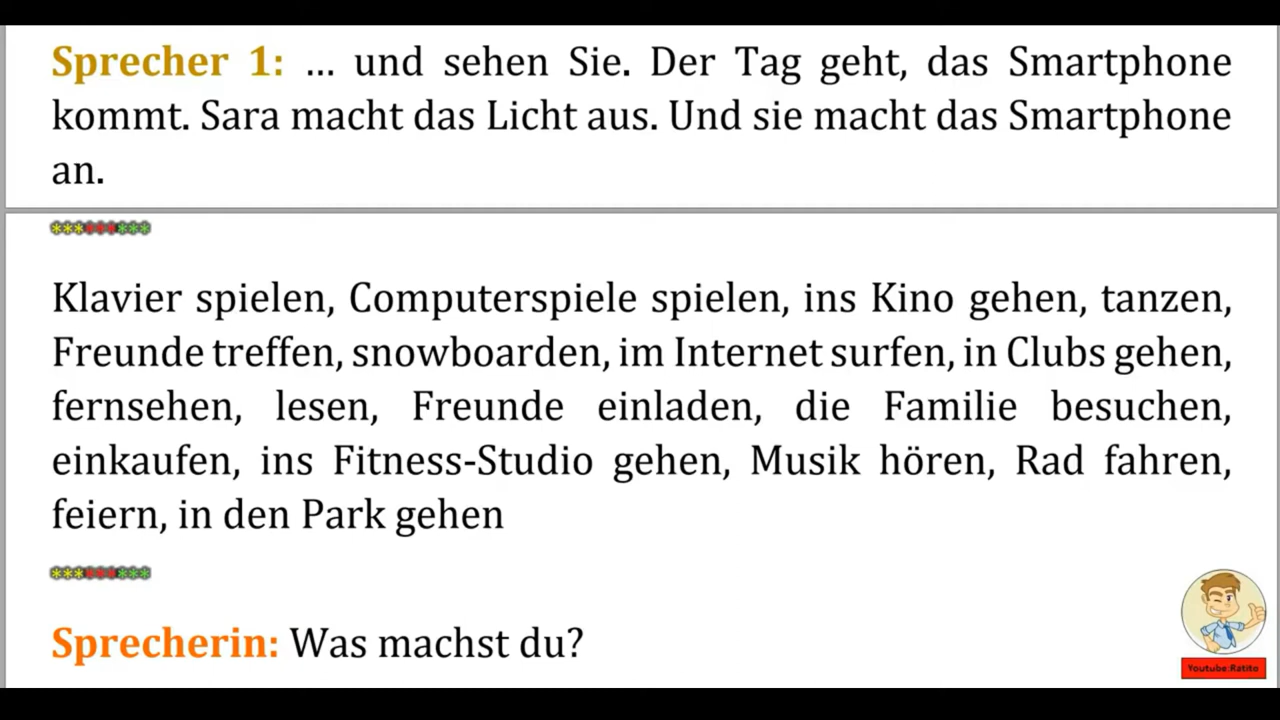 Sprecher 1: … und sehen Sie. Der Tag geht, das Smartphone
kommt. Sara macht das Licht aus. Und sie macht das Smartphone
an.
*********
Klavier spielen, Computerspiele spielen, ins Kino gehen, tanzen,
Freunde treffen, snowboarden, im Internet surfen, in Clubs gehen,
fernsehen, lesen, Freunde einladen, die Familie besuchen,
einkaufen, ins Fitness-Studio gehen, Musik hören, Rad fahren,
feiern, in den Park gehen
*********
Sprecherin: Was machst du?
Youtube:Ratito